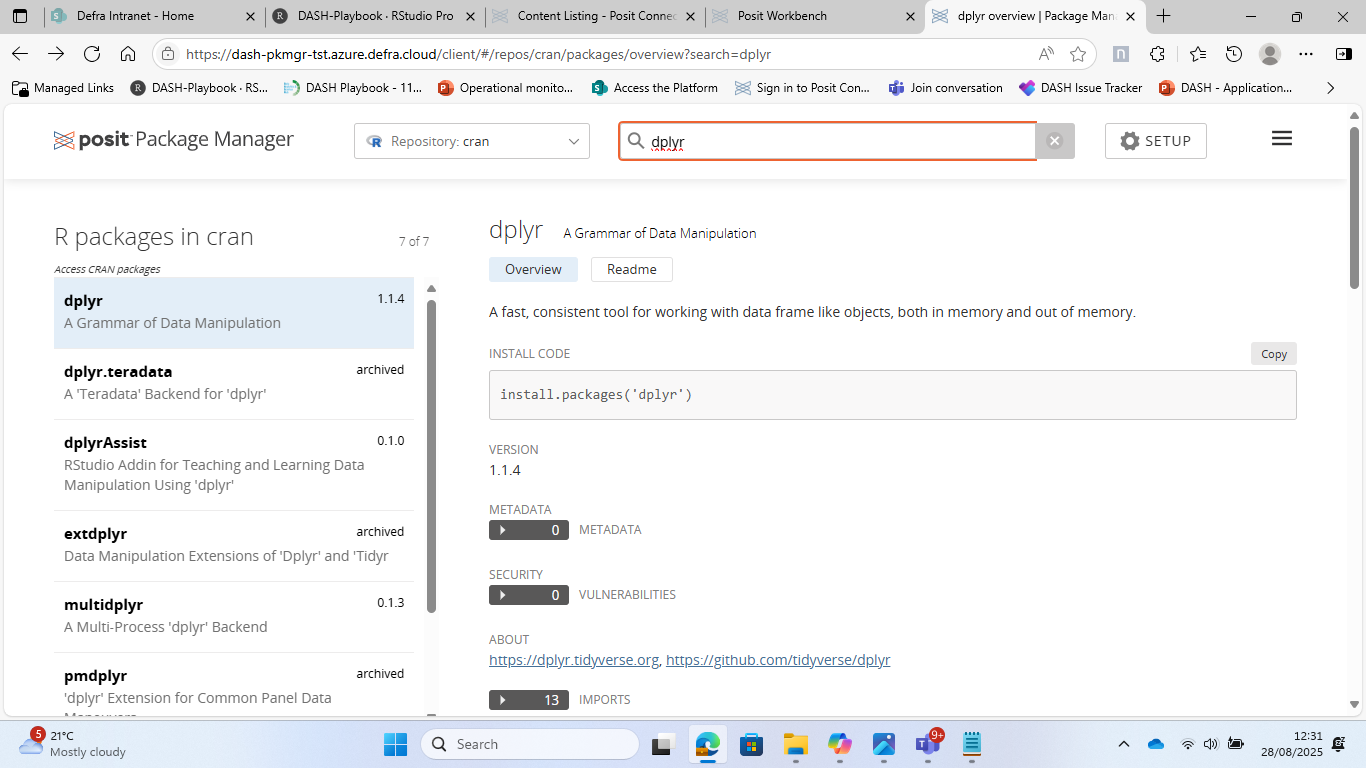 Defra Intranet - Home
DASH-Playbook · RStudio Pro
Content Listing - Posit Connec
Posit Workbench
dplyr overview | Package Man
https://dash-pkmgr-tst.azure.defra.cloud/client/#/repos/cran/packages/overview?search=dplyr
Managed Links
DASH-Playbook · RS...
DASH Playbook - 11...
Operational monito...
Access the Platform
Sign in to Posit Con...
Join conversation
DASH Issue Tracker
DASH - Application...
posit Package Manager
Repository: cran
dplyr
SETUP
R packages in cran
7 of 7
Access CRAN packages
dplyr
1.1.4
A Grammar of Data Manipulation
dplyr.teradata
archived
A 'Teradata' Backend for 'dplyr'
dplyrAssist
0.1.0
RStudio Addin for Teaching and Learning Data
Manipulation Using 'dplyr'
extdplyr
archived
Data Manipulation Extensions of 'Dplyr' and 'Tidyr
multidplyr
0.1.3
A Multi-Process 'dplyr' Backend
pmdplyr
archived
'dplyr' Extension for Common Panel Data
Maneuvers
dplyr A Grammar of Data Manipulation
Overview
Readme
A fast, consistent tool for working with data frame like objects, both in memory and out of memory.
INSTALL CODE
Copy
install.packages('dplyr')
VERSION
1.1.4
METADATA
0 METADATA
SECURITY
0 VULNERABILITIES
ABOUT
https://dplyr.tidyverse.org, https://github.com/tidyverse/dplyr
13 IMPORTS
5
21°C
Mostly cloudy
Search
9+
12:31
28/08/2025